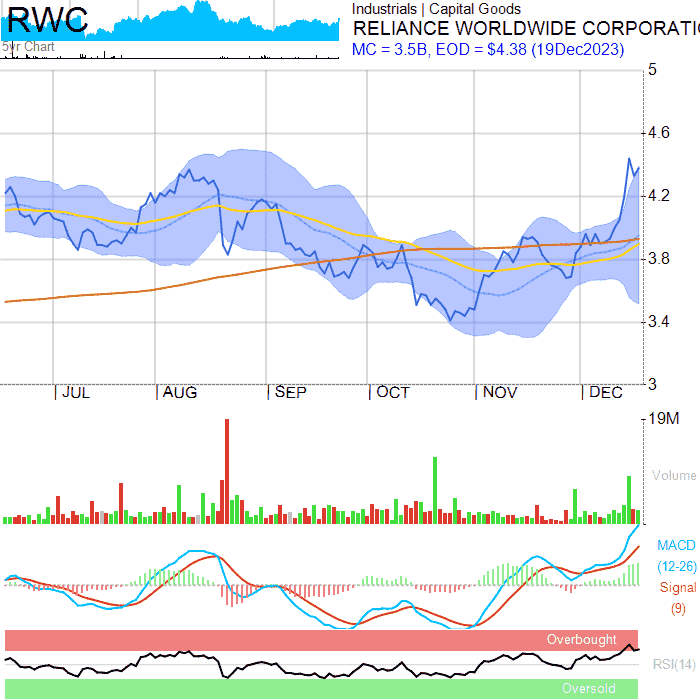 RWC
5yr Chart
Industrials | Capital Goods
RELIANCE WORLDWIDE CORPORATI
MC = 3.5B, EOD = $4.38 (19Dec2023)
5
4.6
4.2
3.8
3.4
3
JUL AUG SEP OCT NOV DEC
19M
Volume
MACD
(12-26)
Signal
(9)
Overbought
RSI(14)
Oversold